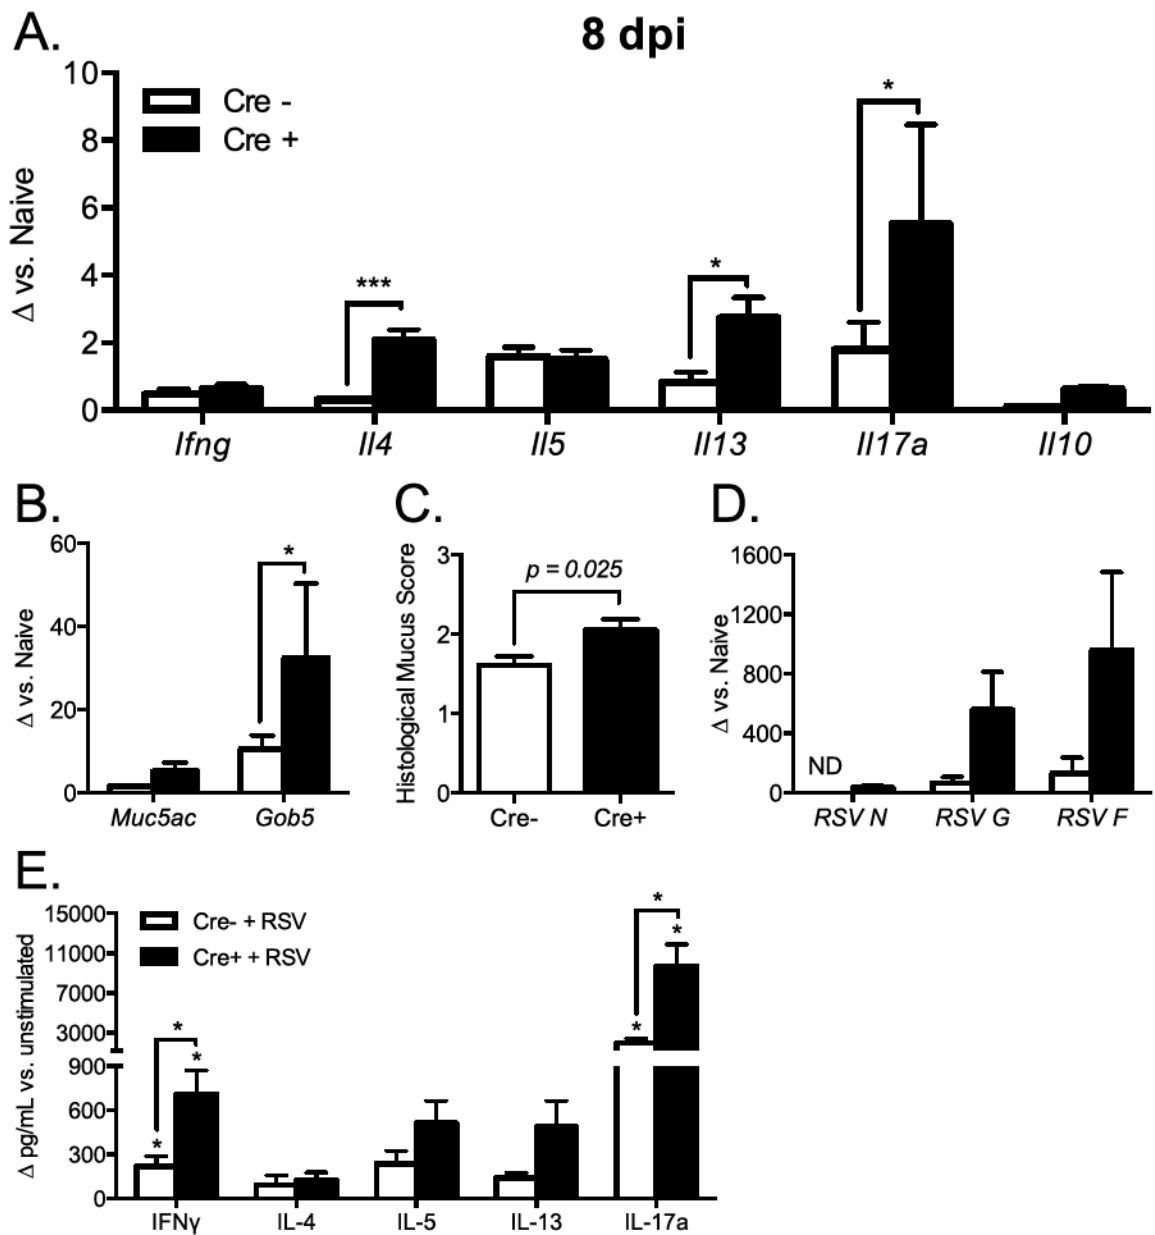 A.
8 dpi
Δ vs. Naive
10
8
6
4
2
0
Cre -
Cre +
***
*
*
Ifng
Il4
Il5
Il13
Il17a
Il10
B.
Δ vs. Naive
60
40
20
0
*
Muc5ac
Gob5
C.
Histological Mucus Score
3
2
1
0
p = 0.025
Cre-
Cre+
D.
Δ vs. Naive
1600
1200
800
400
0
ND
RSV N
RSV G
RSV F
E.
Δ pg/mL vs. unstimulated
15000
11000
7000
3000
900
600
300
0
Cre- + RSV
Cre+ + RSV
*
*
*
*
*
*
IFNγ
IL-4
IL-5
IL-13
IL-17a